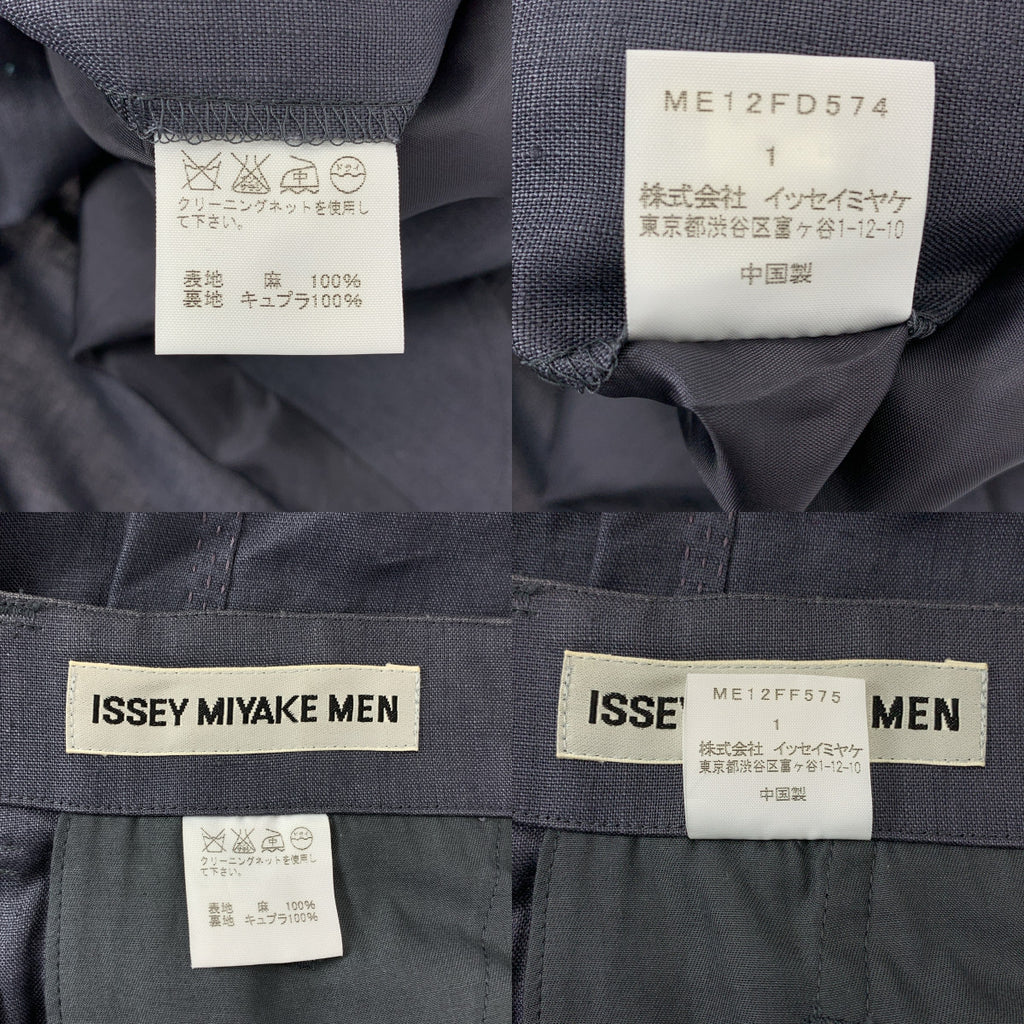 ドライ
中
クリーニングネットを使用し
て下さい。
表地 麻 100%
裏地 キュプラ100%
ME12FD574
1
株式会社 イッセイミヤケ
東京都渋谷区富ヶ谷1-12-10
中国製
ISSEY MIYAKE MEN
中
クリーニングネットを使用し
て下さい。
表地 麻 100%
裏地 キュプラ100%
ISSEY
MEN
ME12FF575
1
株式会社 イッセイミヤケ
東京都渋谷区富ヶ谷1-12-10
中国製